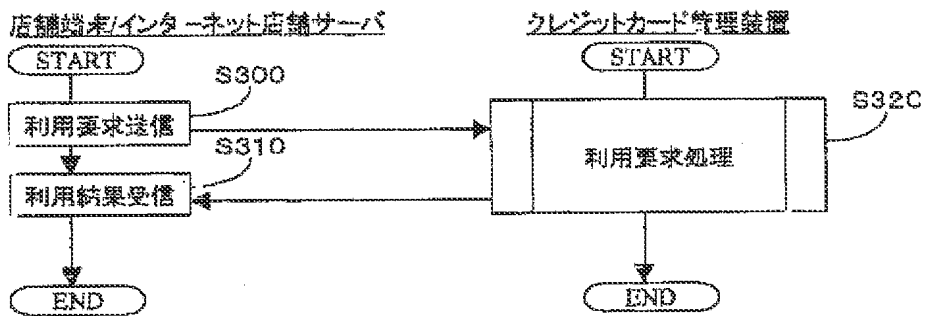 店舗端末/インターネット店舗サーバ
START
S300
利用要求送信
S310
利用結果受信
END
クレジットカード管理装置
START
S320
利用要求処理
END